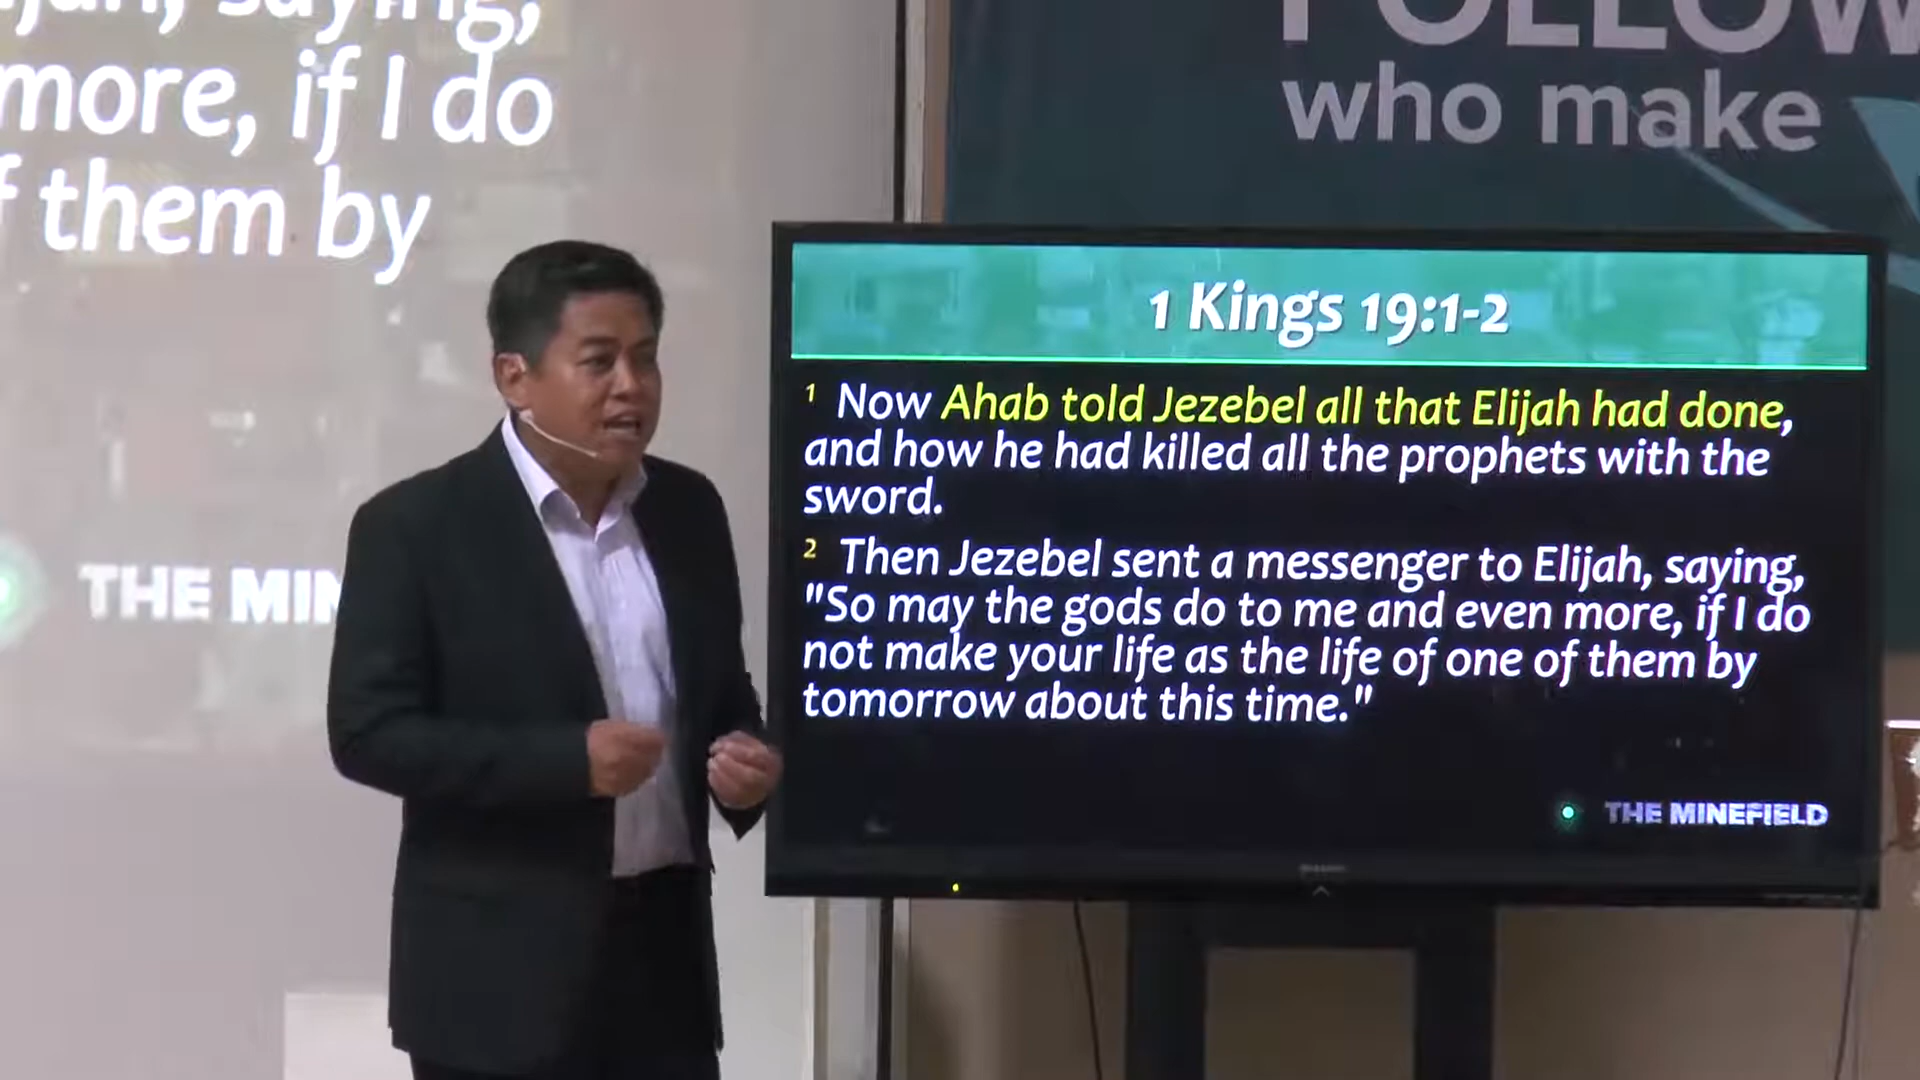 saying,
more, if I do
them by
THE MIN
FOLLOW
who make
1 Kings 19:1-2
1 Now Ahab told Jezebel all that Elijah had done,
and how he had killed all the prophets with the
sword.
2 Then Jezebel sent a messenger to Elijah, saying,
"So may the gods do to me and even more, if I do
not make your life as the life of one of them by
tomorrow about this time."
THE MINEFIELD